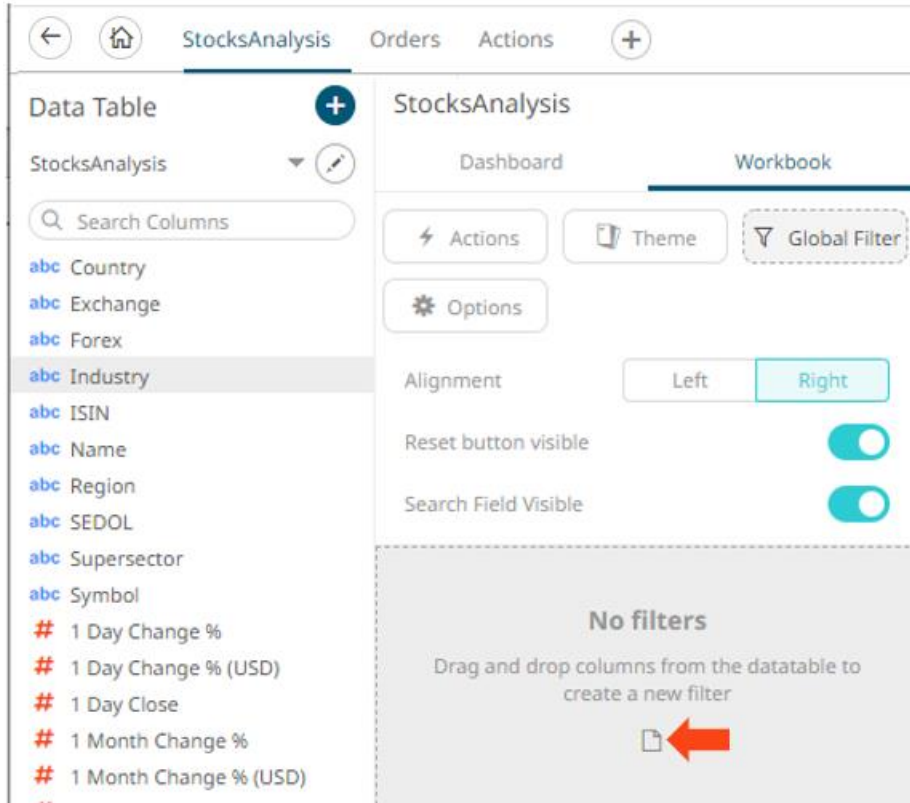 StocksAnalysis Orders Actions
Data Table
StocksAnalysis
Search Columns
abc Country
abc Exchange
abc Forex
abc Industry
abc ISIN
abc Name
abc Region
abc SEDOL
abc Supersector
abc Symbol
# 1 Day Change %
# 1 Day Change % (USD)
# 1 Day Close
# 1 Month Change %
# 1 Month Change % (USD)
StocksAnalysis
Dashboard Workbook
Actions Theme Global Filter
Options
Alignment Left Right
Reset button visible
Search Field Visible
No filters
Drag and drop columns from the datatable to
create a new filter